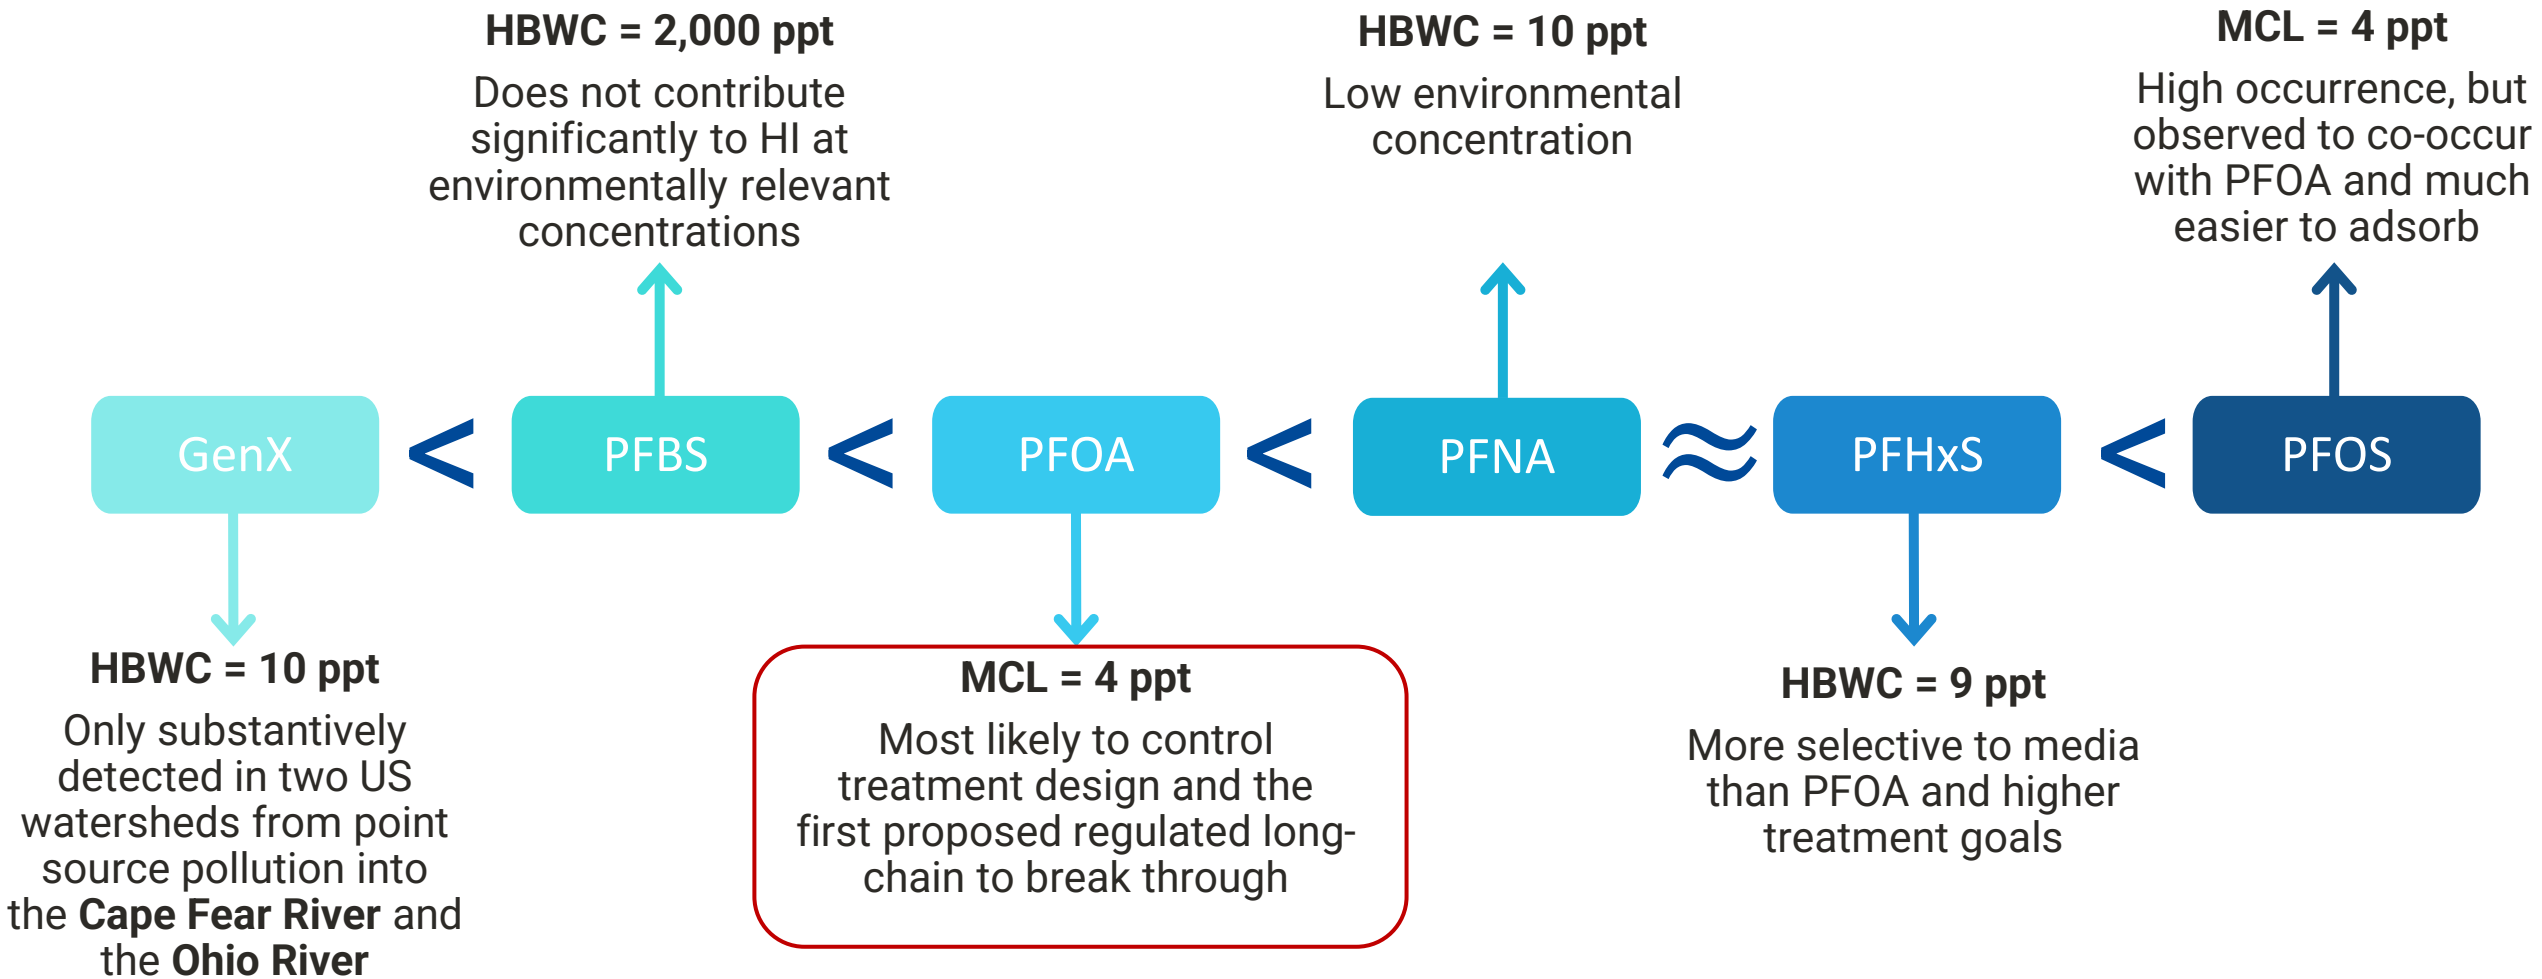 HBWC = 2,000 ppt
Does not contribute
significantly to HI at
environmentally relevant
concentrations
HBWC = 10 ppt
Low environmental
concentration
MCL = 4 ppt
High occurrence, but
observed to co-occur
with PFOA and much
easier to adsorb
GenX < PFBS < PFOA < PFNA ≈ PFHxS < PFOS
HBWC = 10 ppt
Only substantively
detected in two US
watersheds from point
source pollution into
the Cape Fear River and
the Ohio River
MCL = 4 ppt
Most likely to control
treatment design and the
first proposed regulated long-
chain to break through
HBWC = 9 ppt
More selective to media
than PFOA and higher
treatment goals